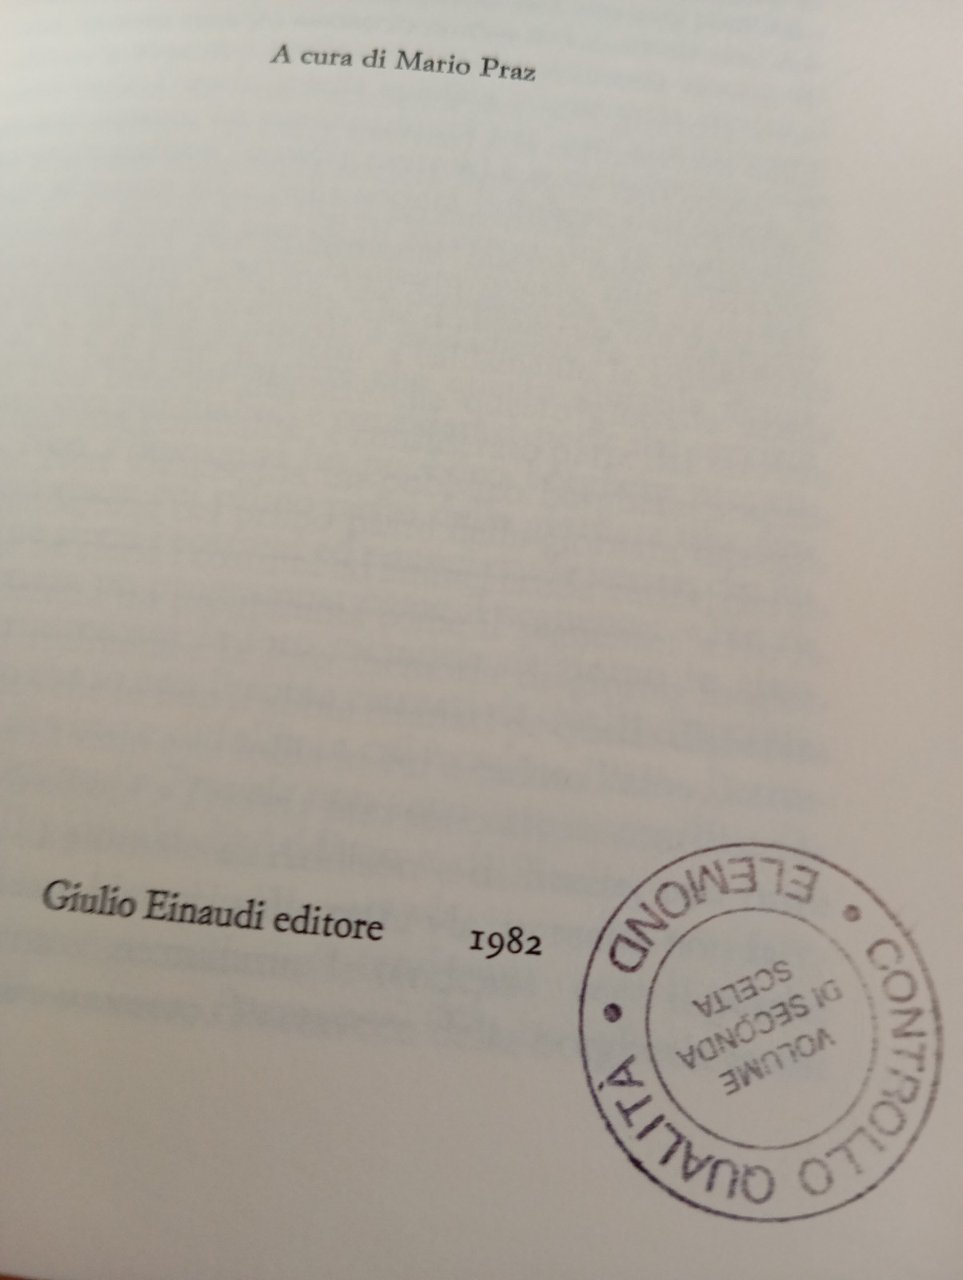 A cura di Mario Praz
Giulio Einaudi editore 1982
CONTROLLO QUALITÀ • ELEMOND •
VOLUME
DI SECONDA
SCELTA